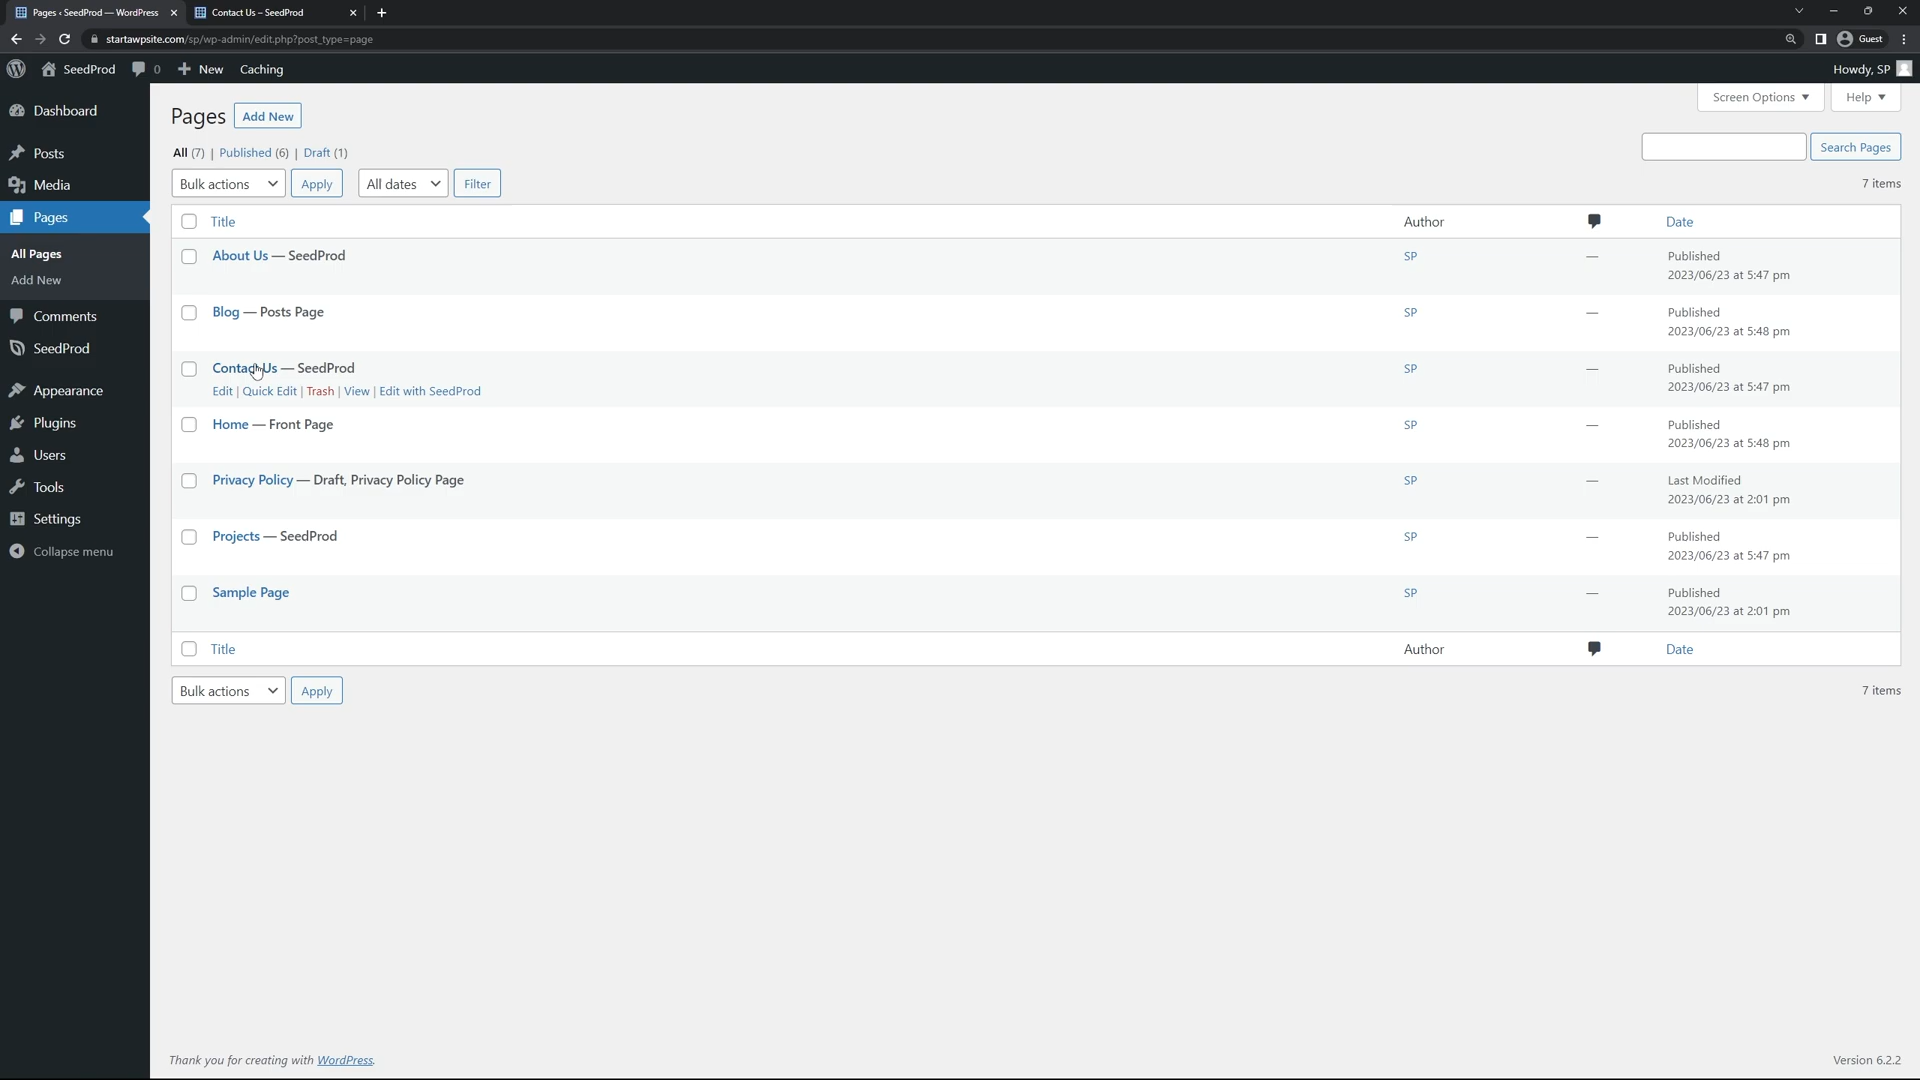 Pages ‹ SeedProd — WordPress
Contact Us – SeedProd
startawpsite.com/sp/wp-admin/edit.php?post_type=page
Guest
SeedProd
0
New
Caching
Howdy, SP
Dashboard
Posts
Media
Pages
All Pages
Add New
Comments
SeedProd
Appearance
Plugins
Users
Tools
Settings
Collapse menu
Screen Options
Help
Pages
Add New
All (7) | Published (6) | Draft (1)
Search Pages
Bulk actions
Apply
All dates
Filter
7 items
Title
Author
Date
About Us — SeedProd
SP
—
Published
2023/06/23 at 5:47 pm
Blog — Posts Page
SP
—
Published
2023/06/23 at 5:48 pm
Contact Us — SeedProd
Edit | Quick Edit | Trash | View | Edit with SeedProd
SP
—
Published
2023/06/23 at 5:47 pm
Home — Front Page
SP
—
Published
2023/06/23 at 5:48 pm
Privacy Policy — Draft, Privacy Policy Page
SP
—
Last Modified
2023/06/23 at 2:01 pm
Projects — SeedProd
SP
—
Published
2023/06/23 at 5:47 pm
Sample Page
SP
—
Published
2023/06/23 at 2:01 pm
Title
Author
Date
Bulk actions
Apply
7 items
Thank you for creating with WordPress.
Version 6.2.2